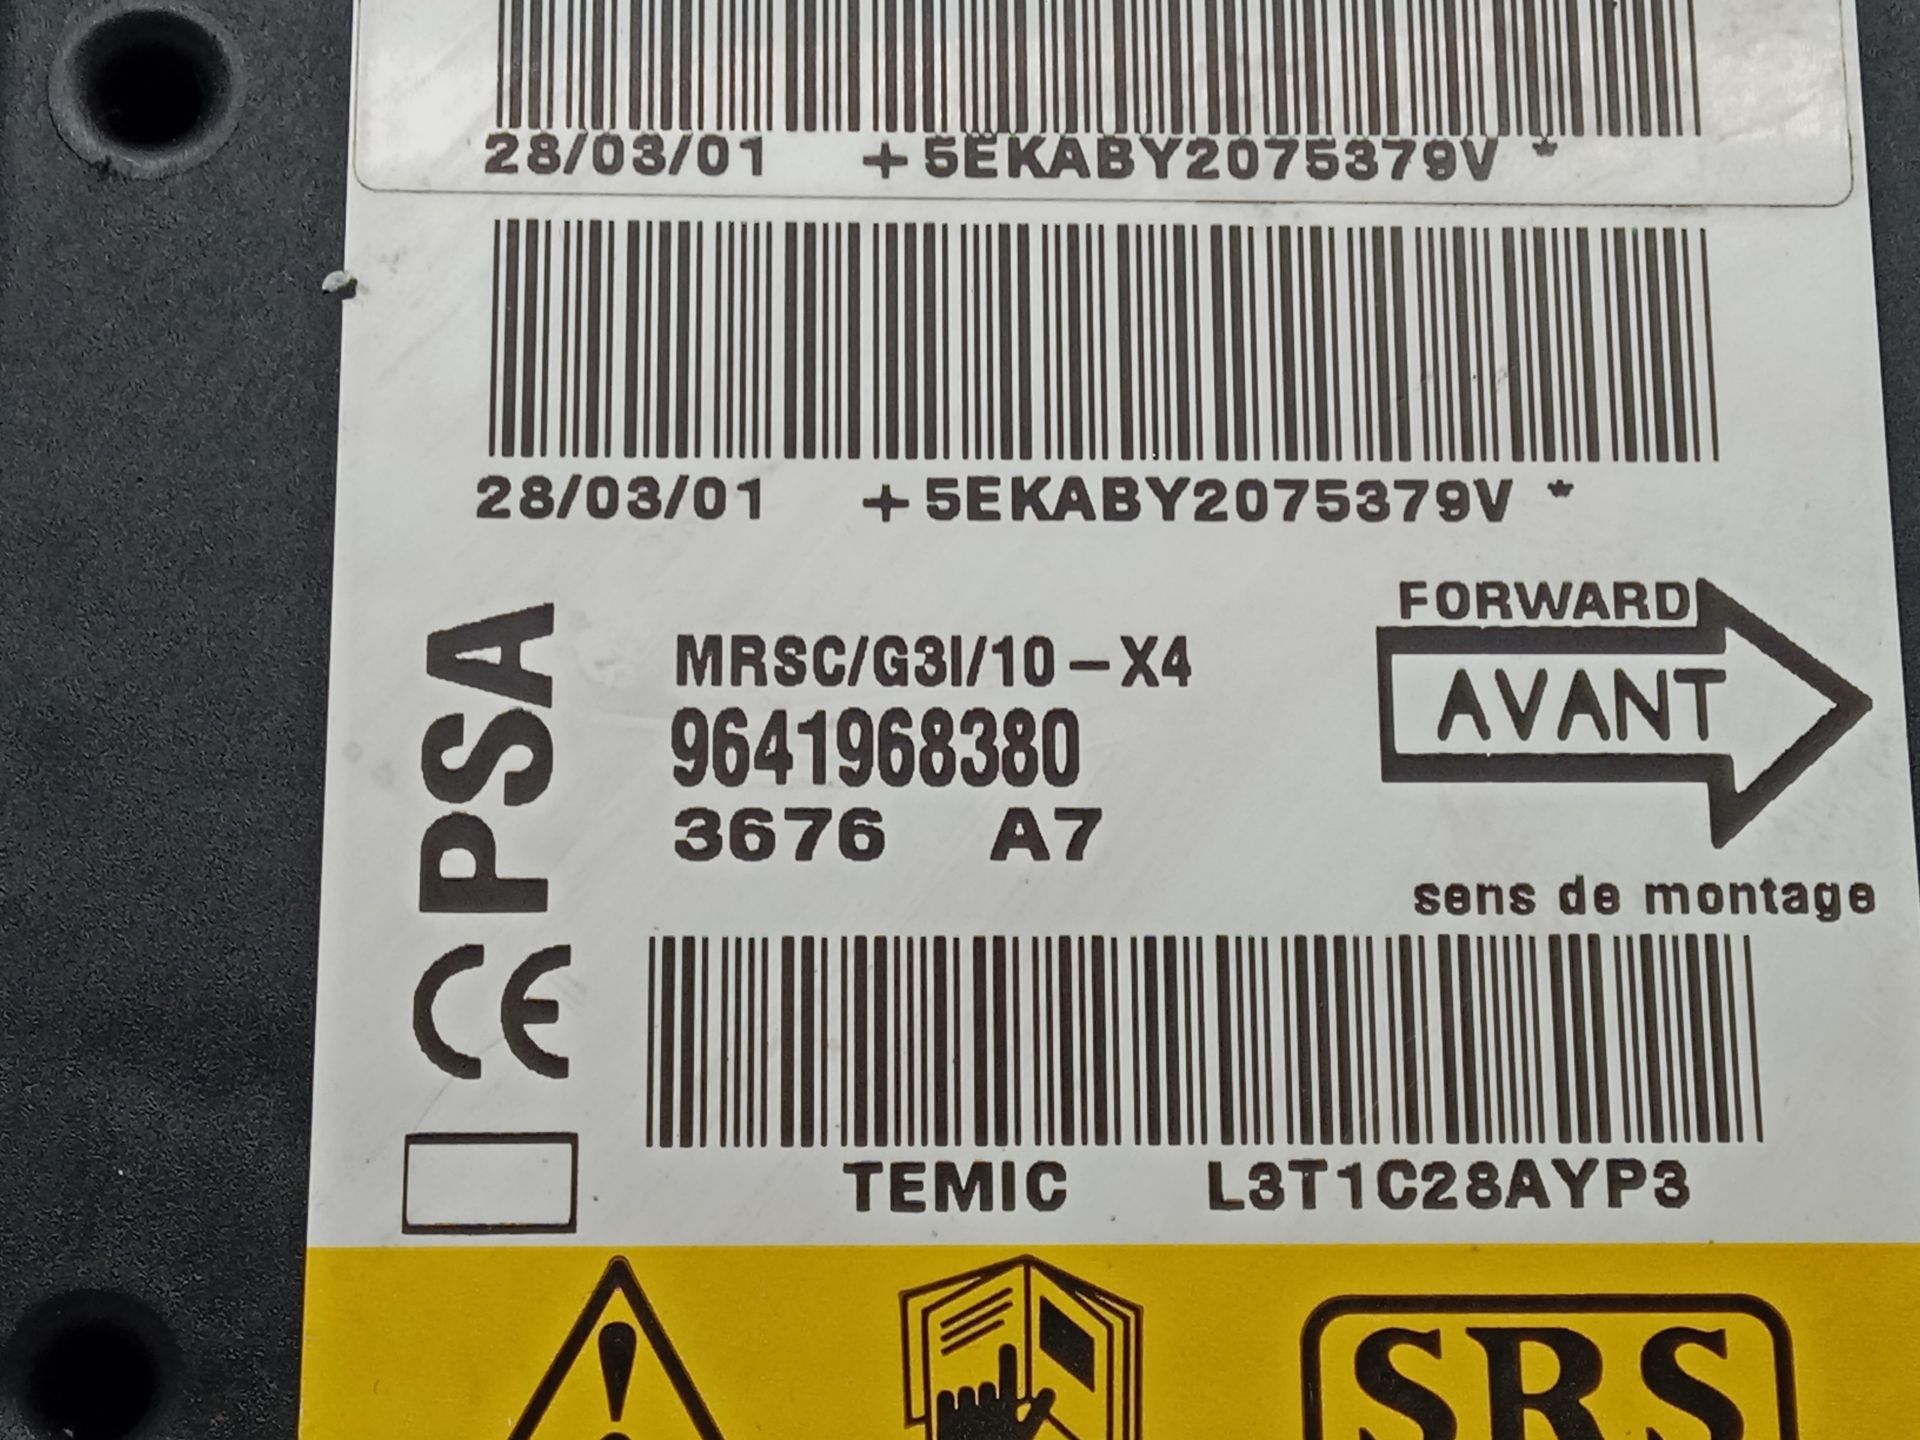 28/03/01 +5EKABY2075379V *
28/03/01 +5EKABY2075379V *
PSA
CE
MRSC/G3I/10-X4
9641968380
3676 A7
FORWARD
AVANT
sens de montage
TEMIC L3T1C28AYP3
SRS